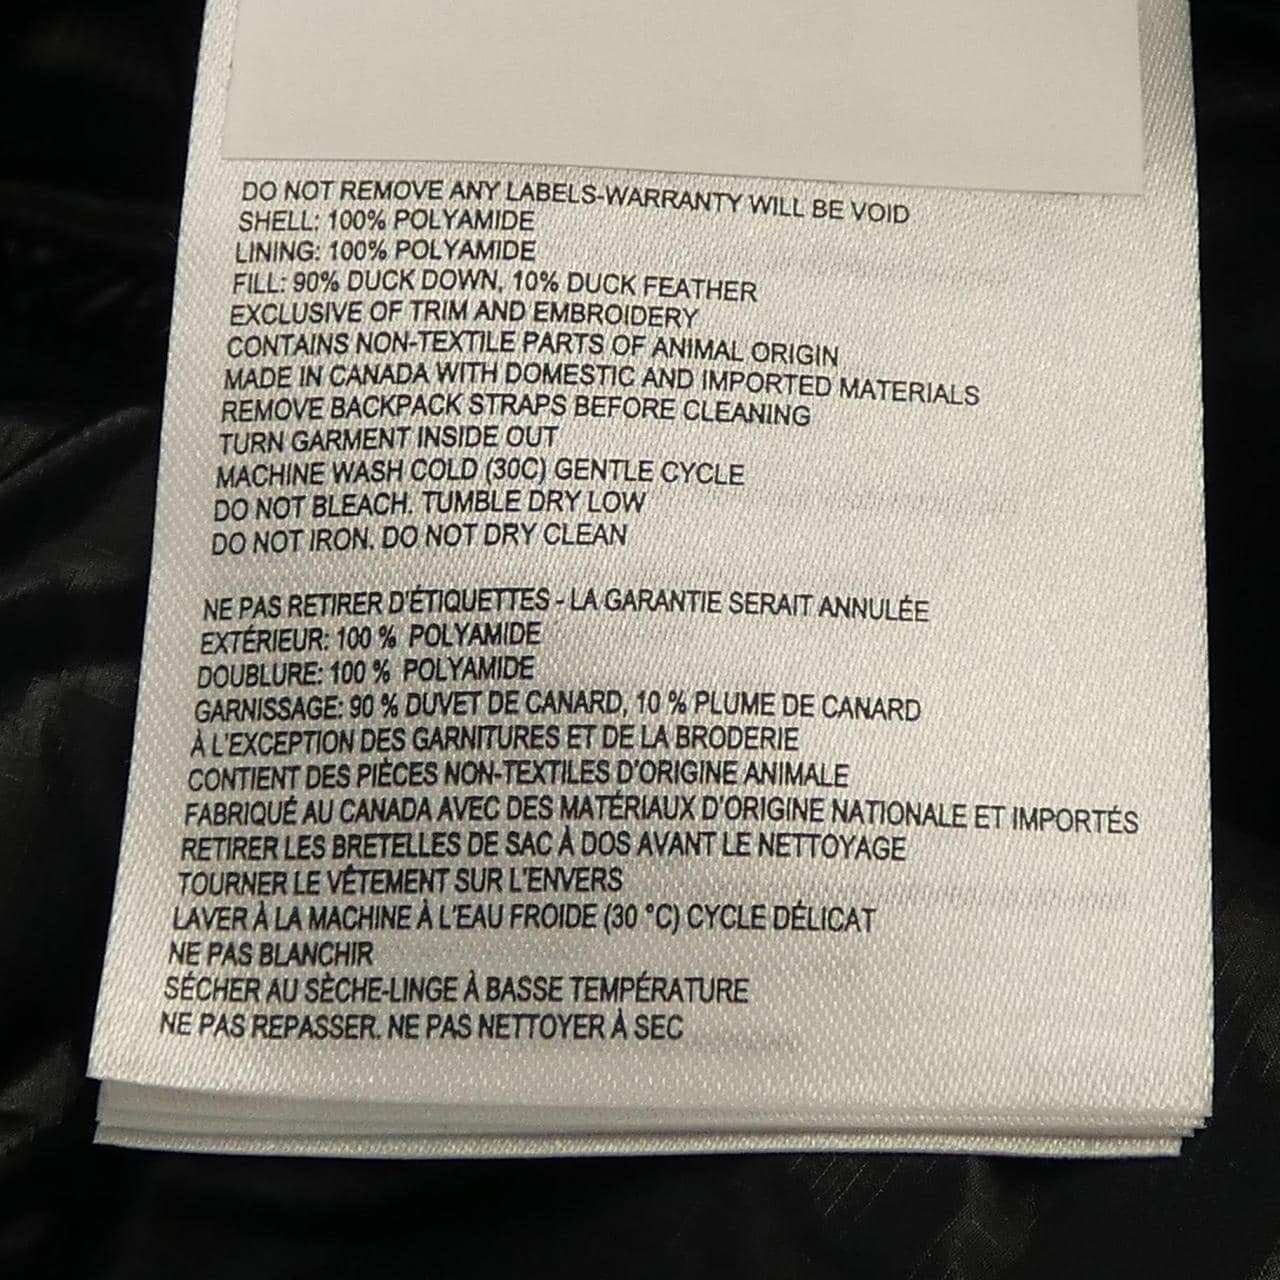 DO NOT REMOVE ANY LABELS-WARRANTY WILL BE VOID
SHELL: 100% POLYAMIDE
LINING: 100% POLYAMIDE
FILL: 90% DUCK DOWN, 10% DUCK FEATHER
EXCLUSIVE OF TRIM AND EMBROIDERY
CONTAINS NON-TEXTILE PARTS OF ANIMAL ORIGIN
MADE IN CANADA WITH DOMESTIC AND IMPORTED MATERIALS
REMOVE BACKPACK STRAPS BEFORE CLEANING
TURN GARMENT INSIDE OUT
MACHINE WASH COLD (30C) GENTLE CYCLE
DO NOT BLEACH. TUMBLE DRY LOW
DO NOT IRON. DO NOT DRY CLEAN
NE PAS RETIRER D'ÉTIQUETTES - LA GARANTIE SERAIT ANNULÉE
EXTÉRIEUR: 100 % POLYAMIDE
DOUBLURE: 100 % POLYAMIDE
GARNISSAGE: 90 % DUVET DE CANARD, 10 % PLUME DE CANARD
À L'EXCEPTION DES GARNITURES ET DE LA BRODERIE
CONTIENT DES PIÈCES NON-TEXTILES D'ORIGINE ANIMALE
FABRIQUÉ AU CANADA AVEC DES MATÉRIAUX D'ORIGINE NATIONALE ET IMPORTÉS
RETIRER LES BRETELLES DE SAC À DOS AVANT LE NETTOYAGE
TOURNER LE VÊTEMENT SUR L'ENVERS
LAVER À LA MACHINE À L'EAU FROIDE (30 °C) CYCLE DÉLICAT
NE PAS BLANCHIR
SÉCHER AU SÈCHE-LINGE À BASSE TEMPÉRATURE
NE PAS REPASSER. NE PAS NETTOYER À SEC